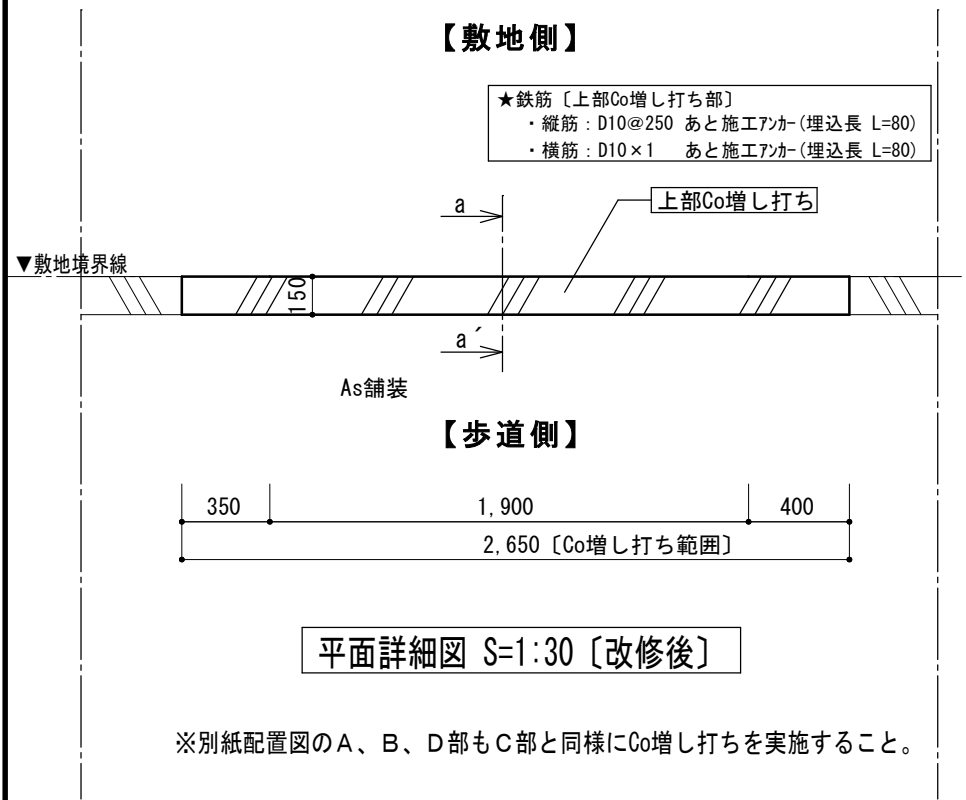 【敷地側】
★鉄筋〔上部Co増し打ち部〕
・縦筋：D10@250 あと施工ｱﾝｶｰ(埋込長 L=80)
・横筋：D10×1 あと施工ｱﾝｶｰ(埋込長 L=80)
a
上部Co増し打ち
▼敷地境界線
150
a´
As舗装
【歩道側】
350 1,900 400
2,650〔Co増し打ち範囲〕
平面詳細図 S=1:30〔改修後〕
※別紙配置図のＡ、Ｂ、Ｄ部もＣ部と同様にCo増し打ちを実施すること。